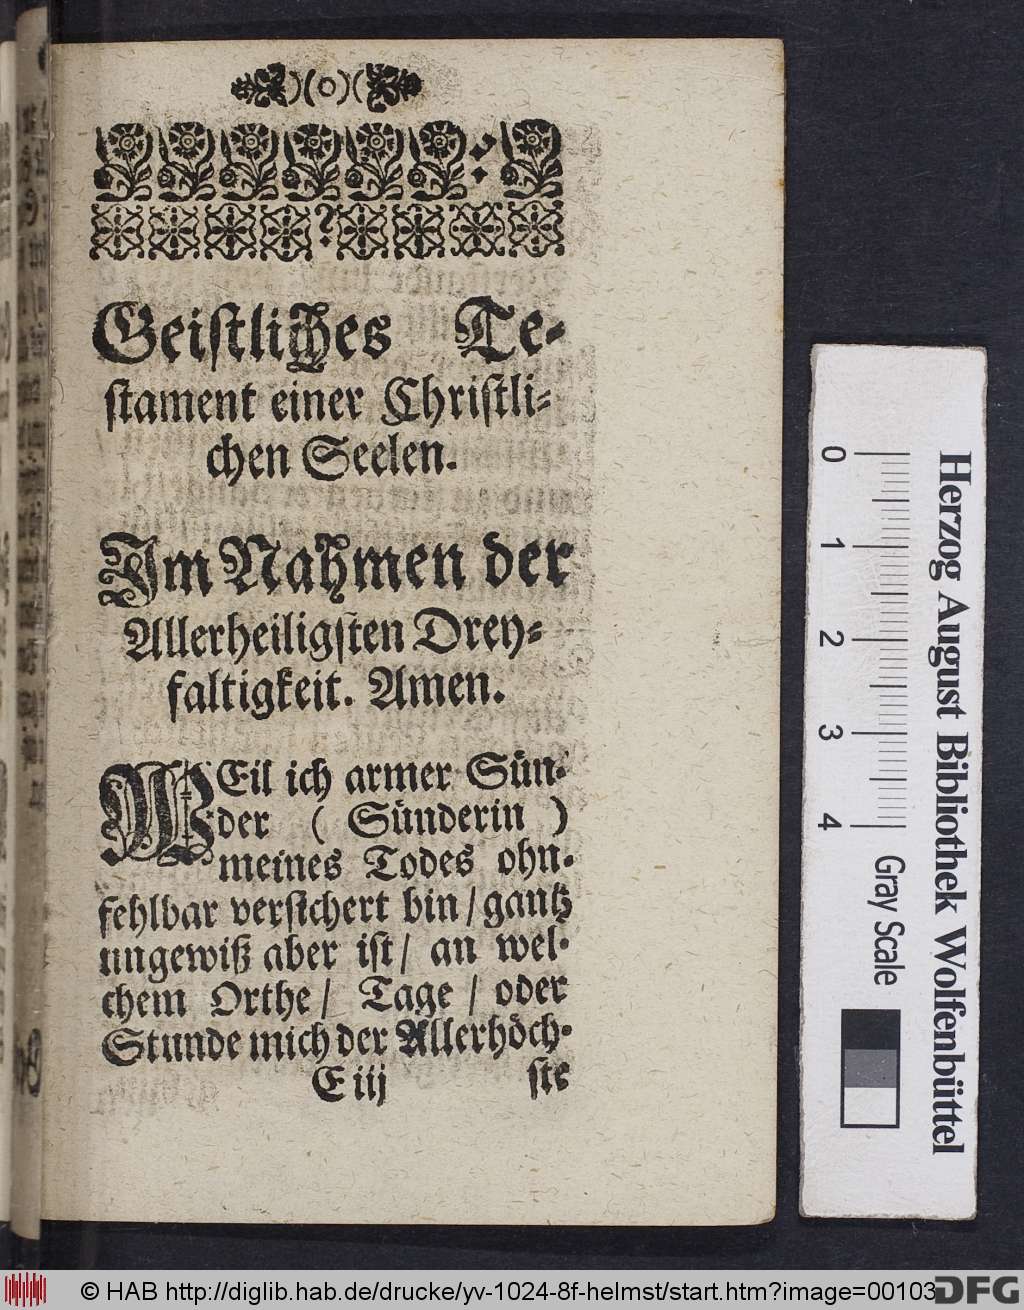 )(o)(
Geistliches Te-
stament einer Christli-
chen Seelen.
Im Nahmen der
Allerheiligsten Drey-
faltigkeit. Amen.
WEil ich armer Sün-
der ( Sünderin )
meines Todes ohn-
fehlbar versichert bin / gantz
ungewiß aber ist / an wel-
chem Orthe / Tage / oder
Stunde mich der Allerhöch-
E iij ste
0 1 2 3 4
Gray Scale
Herzog August Bibliothek Wolfenbüttel
© HAB http://diglib.hab.de/drucke/yv-1024-8f-helmst/start.htm?image=00103
DFG